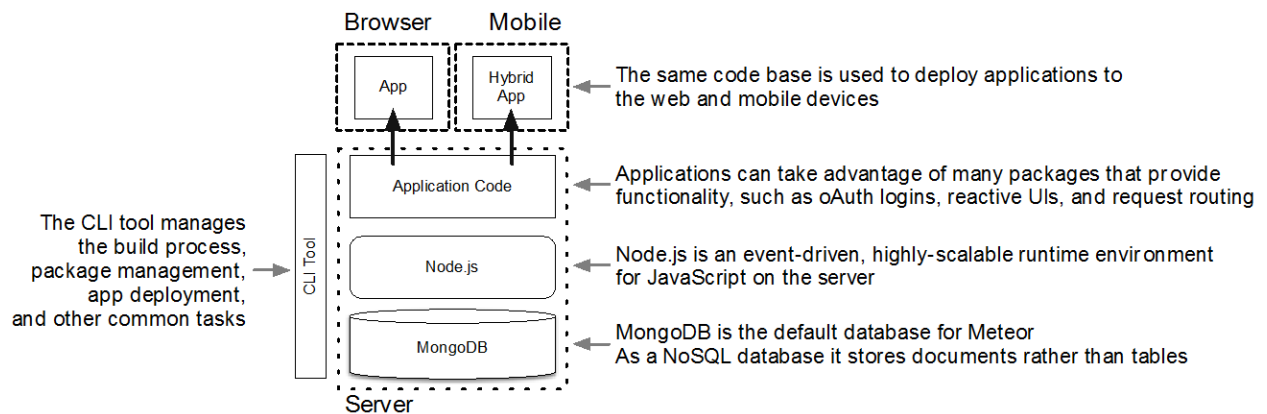 Browser
Mobile
App
Hybrid
App
The same code base is used to deploy applications to
the web and mobile devices
Application Code
Applications can take advantage of many packages that provide
functionality, such as oAuth logins, reactive UIs, and request routing
The CLI tool manages
the build process,
package management,
app deployment,
and other common tasks
CLI Tool
Node.js
Node.js is an event-driven, highly-scalable runtime environment
for JavaScript on the server
MongoDB
MongoDB is the default database for Meteor
As a NoSQL database it stores documents rather than tables
Server